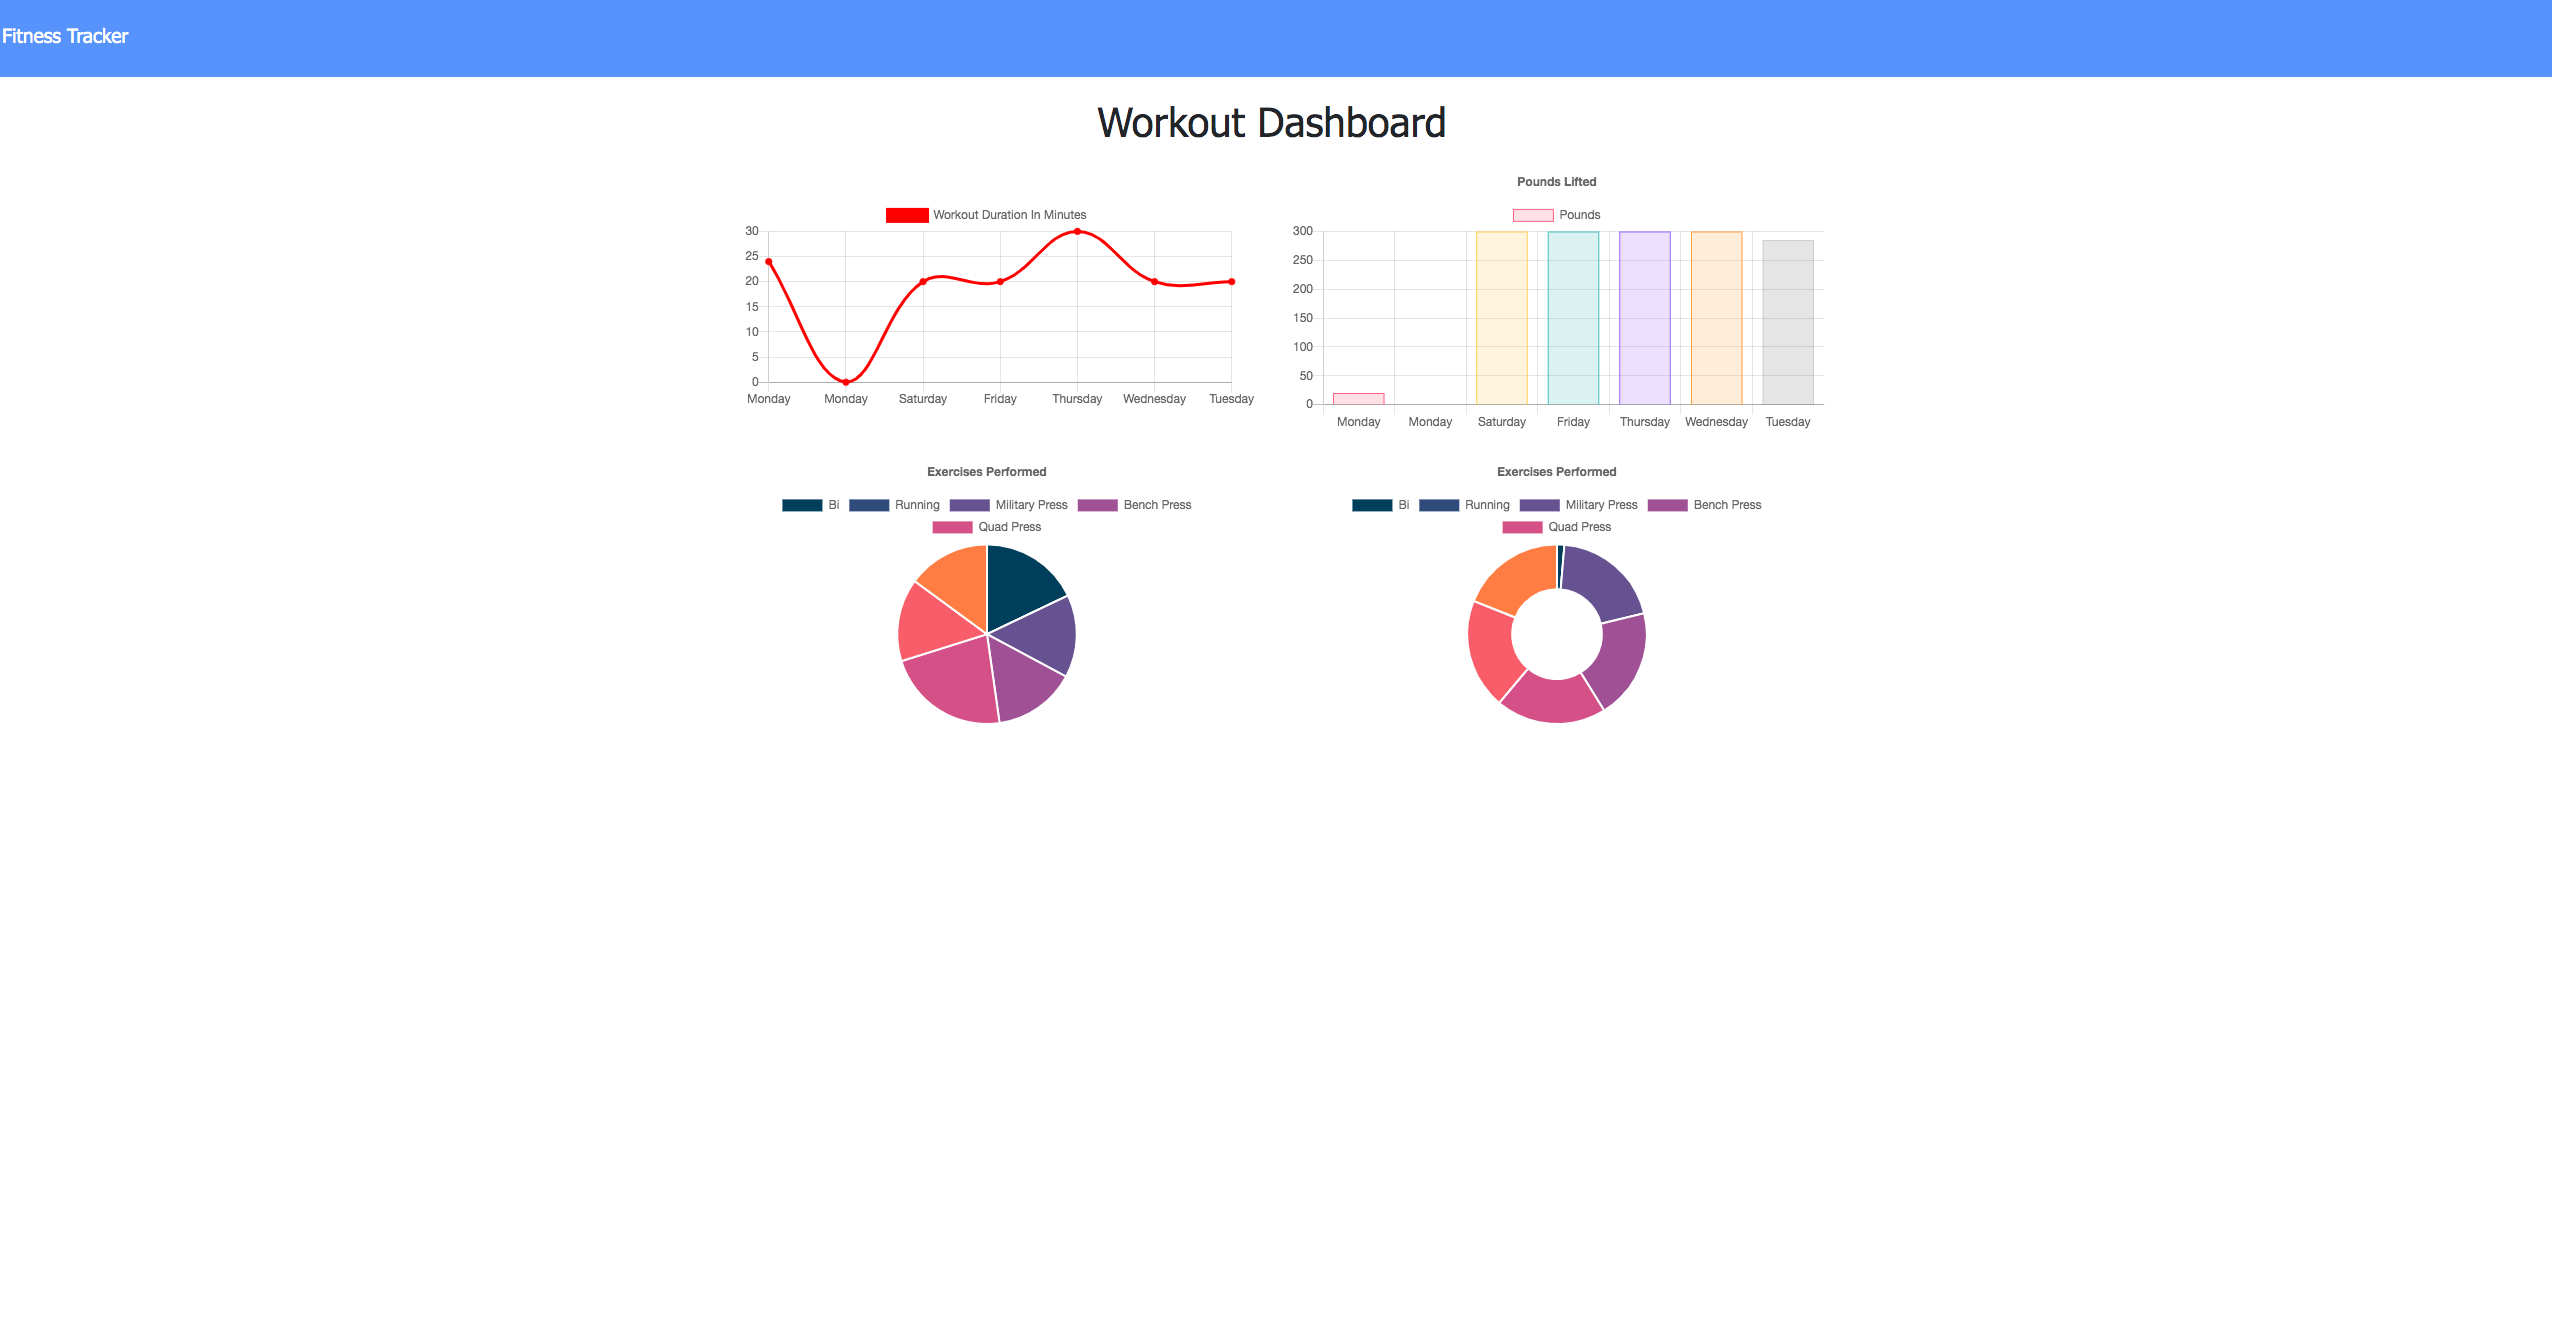 Fitness Tracker
Workout Dashboard
Workout Duration In Minutes
30
25
20
15
10
5
0
Monday Monday Saturday Friday Thursday Wednesday Tuesday
Pounds Lifted
Pounds
300
250
200
150
100
50
0
Monday Monday Saturday Friday Thursday Wednesday Tuesday
Exercises Performed
Bi Running Military Press Bench Press
Quad Press
Exercises Performed
Bi Running Military Press Bench Press
Quad Press